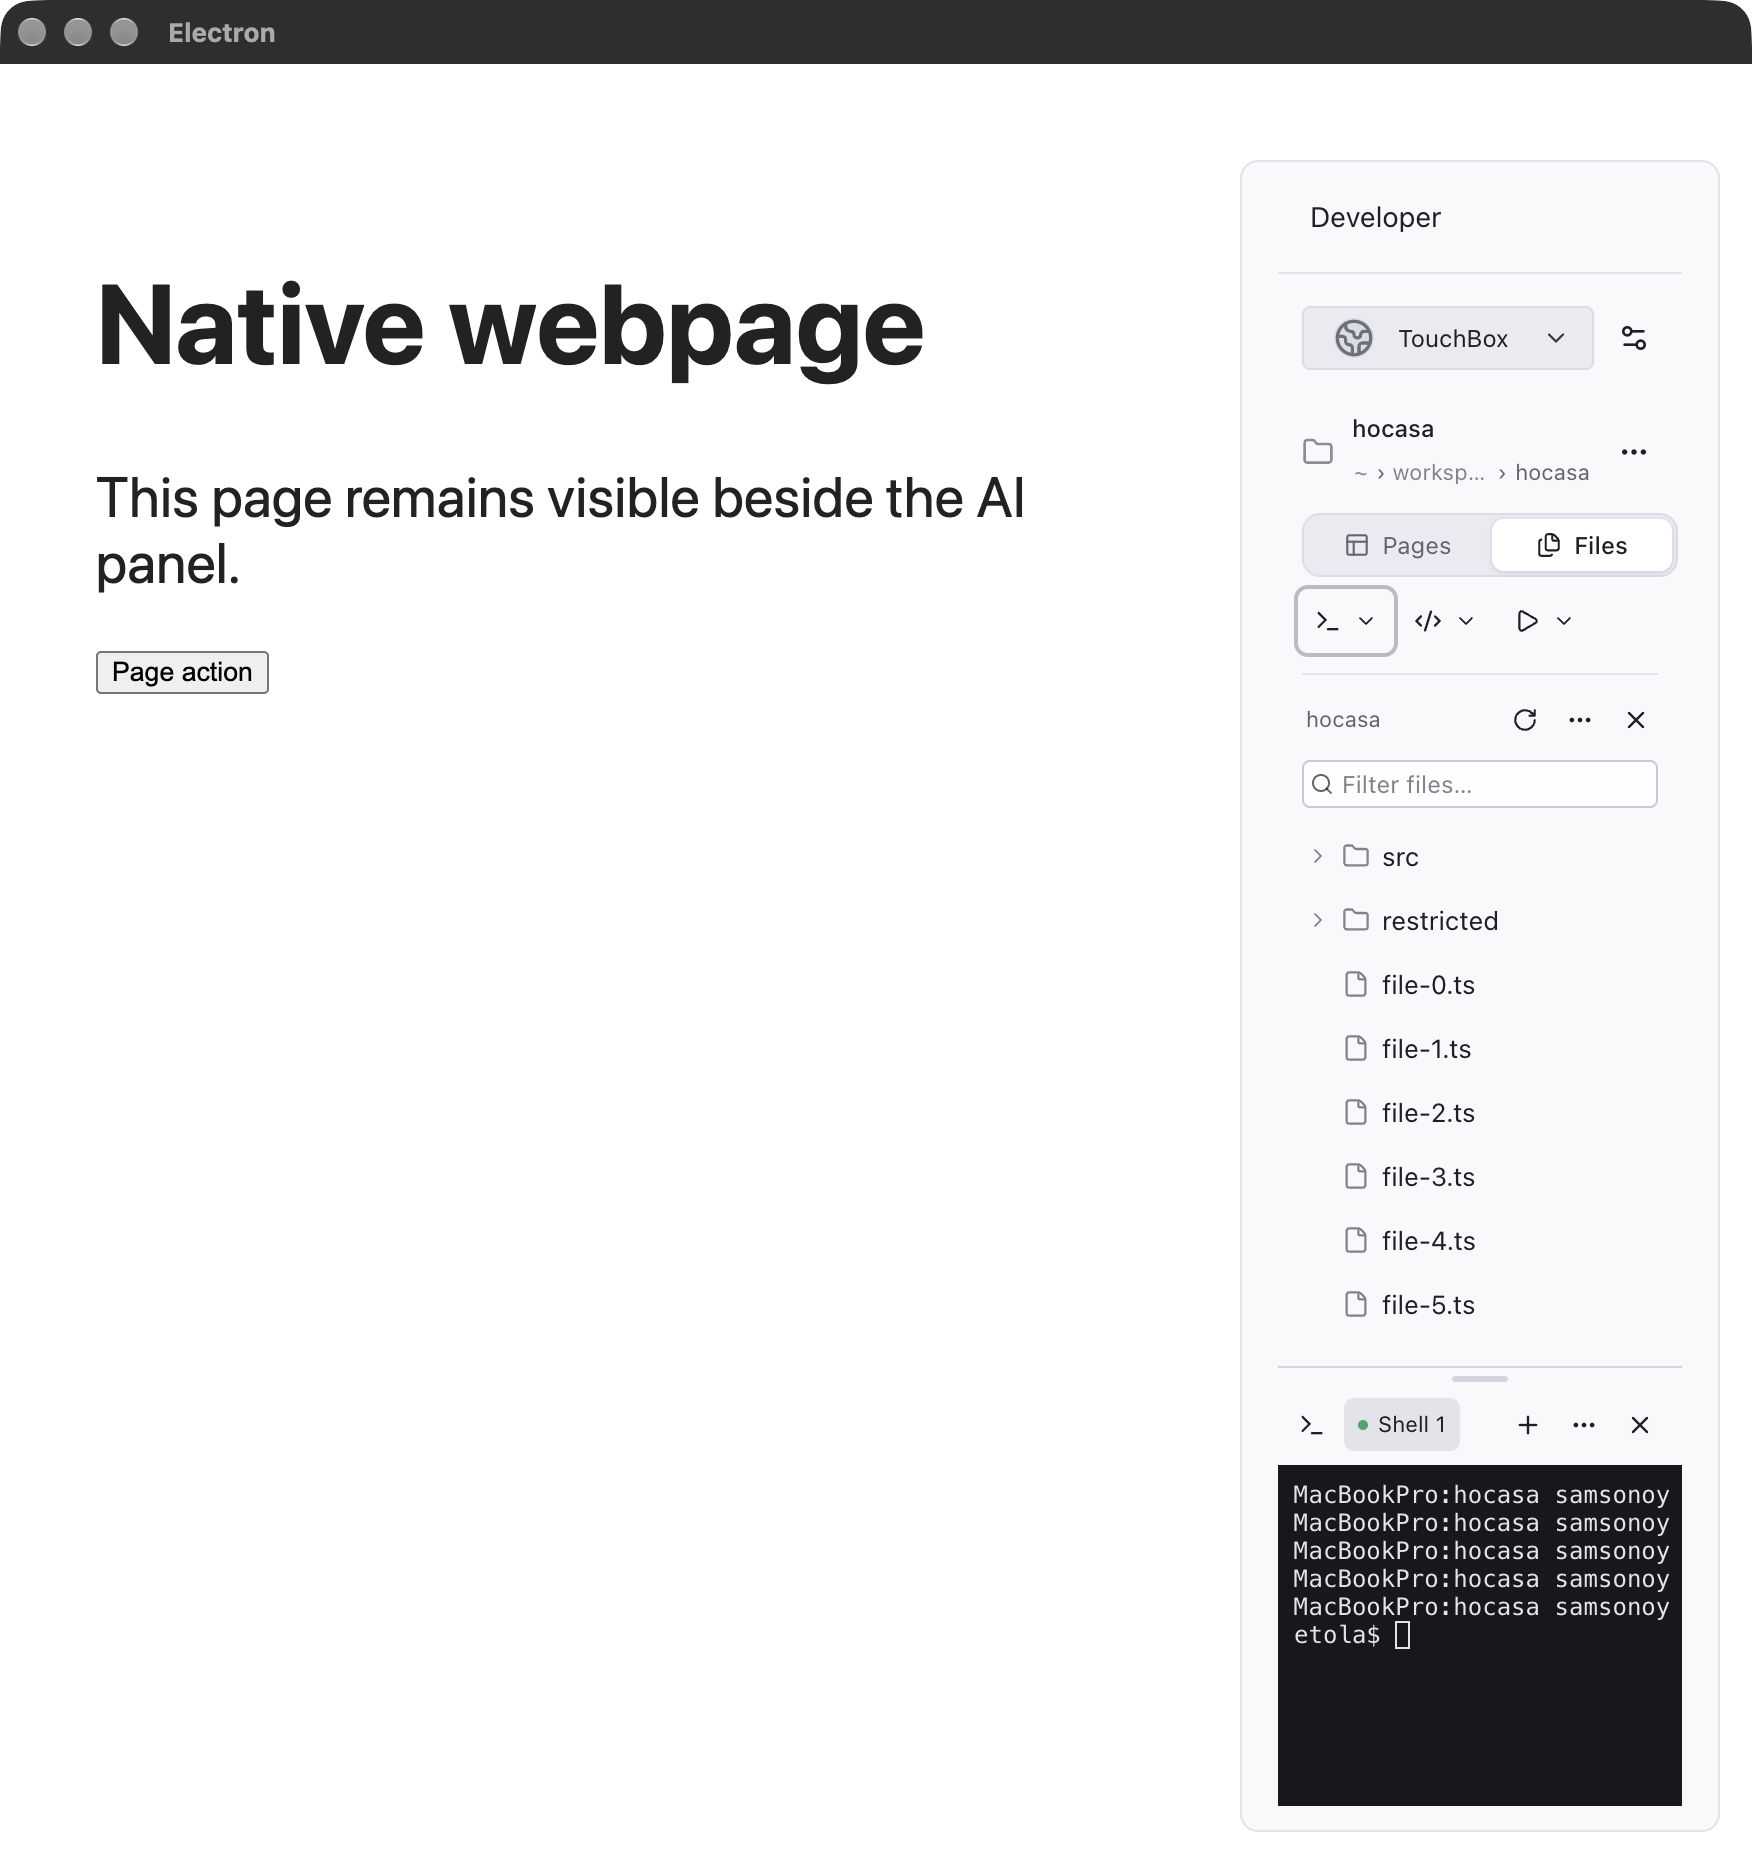 Electron
Native webpage
This page remains visible beside the AI
panel.
Page action
Developer
TouchBox
hocasa
~ › worksp... › hocasa
Pages
Files
hocasa
Filter files...
src
restricted
file-0.ts
file-1.ts
file-2.ts
file-3.ts
file-4.ts
file-5.ts
Shell 1
MacBookPro:hocasa samsonoy
MacBookPro:hocasa samsonoy
MacBookPro:hocasa samsonoy
MacBookPro:hocasa samsonoy
MacBookPro:hocasa samsonoy
etola$